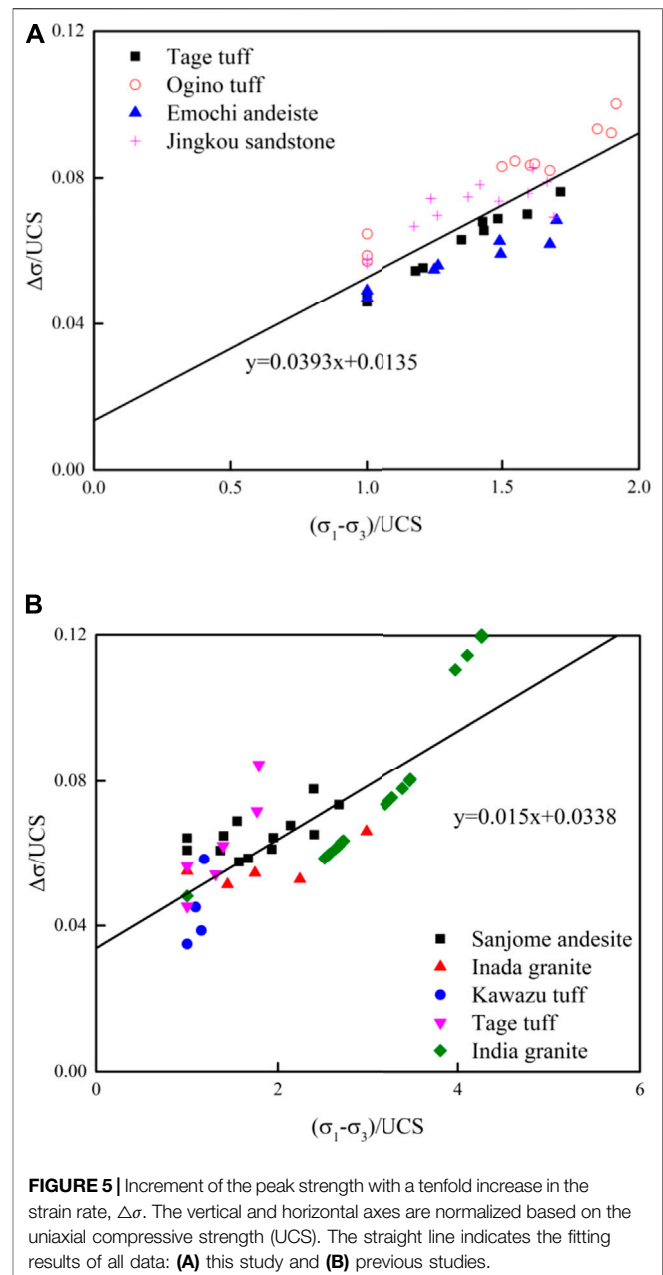 A
0.12
Tage tuff
Ogino tuff
Emochi andeiste
Jingkou sandstone
0.08
Δσ/UCS
0.04
y=0.0393x+0.0135
0.00
0.0 0.5 1.0 1.5 2.0
(σ1-σ3)/UCS
B
0.12
0.08
y=0.015x+0.0338
Δσ/UCS
0.04
Sanjome andesite
Inada granite
Kawazu tuff
Tage tuff
India granite
0.00
0 2 4 6
(σ1-σ3)/UCS
FIGURE 5 | Increment of the peak strength with a tenfold increase in the
strain rate, △σ. The vertical and horizontal axes are normalized based on the
uniaxial compressive strength (UCS). The straight line indicates the fitting
results of all data: (A) this study and (B) previous studies.